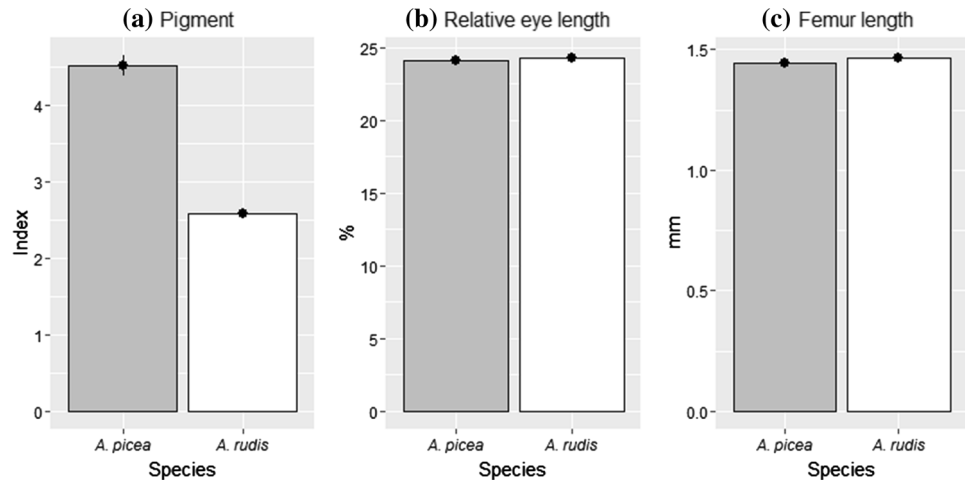 (a) Pigment
Index
4
3
2
1
0
A. picea
A. rudis
Species
(b) Relative eye length
%
25
20
15
10
5
0
A. picea
A. rudis
Species
(c) Femur length
mm
1.5
1.0
0.5
0.0
A. picea
A. rudis
Species